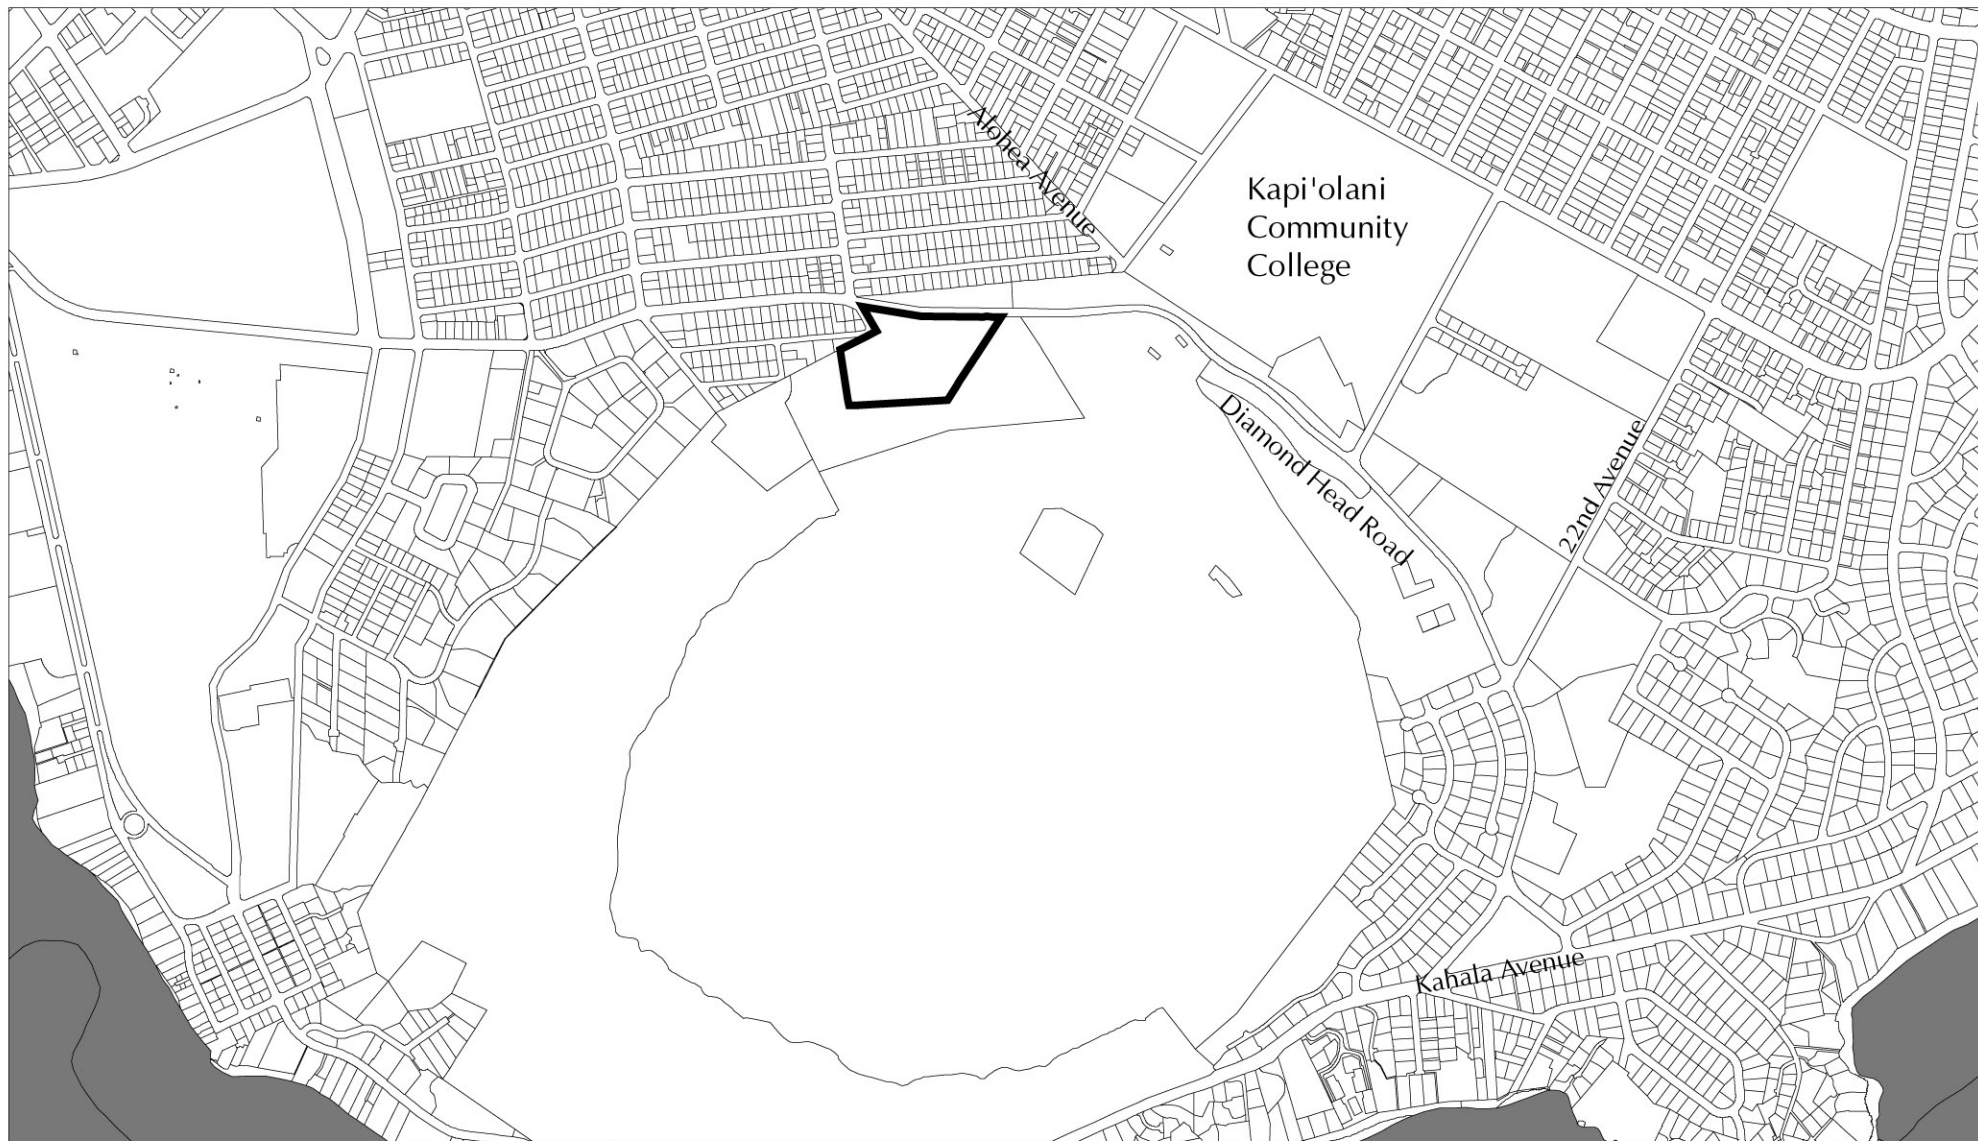 Alohea Avenue
Kapi'olani
Community
College
Diamond Head Road
22nd Avenue
Kahala Avenue